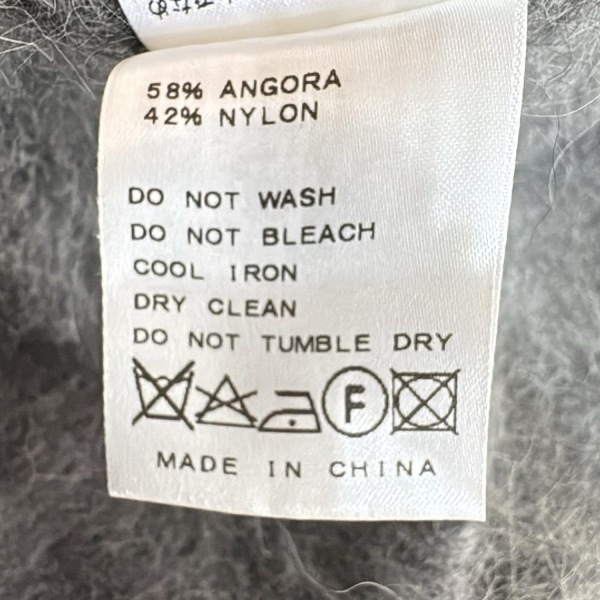 58% ANGORA
42% NYLON
DO NOT WASH
DO NOT BLEACH
COOL IRON
DRY CLEAN
DO NOT TUMBLE DRY
F
MADE IN CHINA